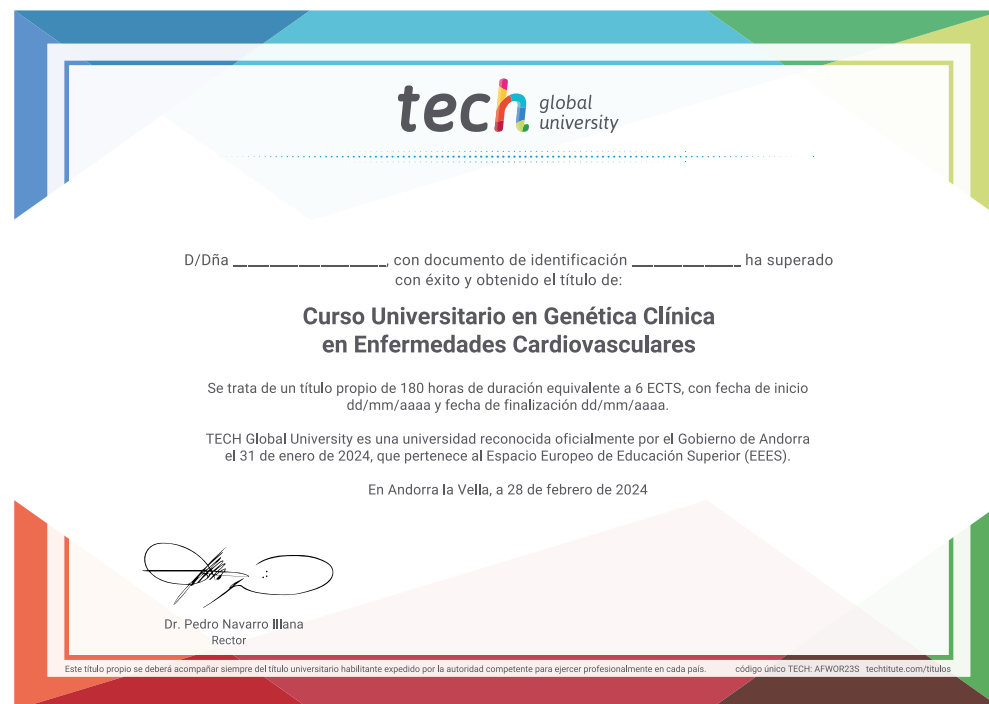 tech global university
D/Dña __________________, con documento de identificación _____________ ha superado
con éxito y obtenido el título de:
Curso Universitario en Genética Clínica
en Enfermedades Cardiovasculares
Se trata de un título propio de 180 horas de duración equivalente a 6 ECTS, con fecha de inicio
dd/mm/aaaa y fecha de finalización dd/mm/aaaa.
TECH Global University es una universidad reconocida oficialmente por el Gobierno de Andorra
el 31 de enero de 2024, que pertenece al Espacio Europeo de Educación Superior (EEES).
En Andorra la Vella, a 28 de febrero de 2024
Dr. Pedro Navarro Illana
Rector
Este título propio se deberá acompañar siempre del título universitario habilitante expedido por la autoridad competente para ejercer profesionalmente en cada país. código único TECH: AFWOR23S techtitute.com/titulos